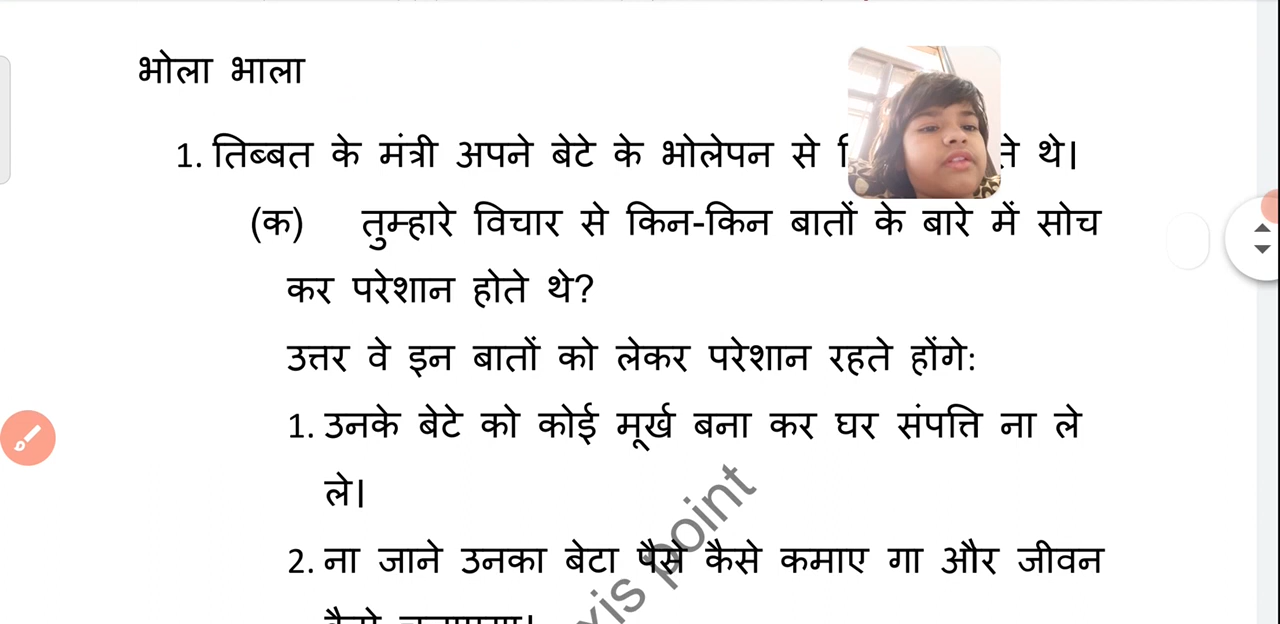 भोला भाला
1. तिब्बत के मंत्री अपने बेटे के भोलेपन से थे।
(क) तुम्हारे विचार से किन-किन बातों के बारे में सोच
कर परेशान होते थे?
उत्तर वे इन बातों को लेकर परेशान रहते होंगे:
1. उनके बेटे को कोई मूर्ख बना कर घर संपत्ति ना ले
ले।
2. ना जाने उनका बेटा पैसे कैसे कमाए गा और जीवन
point